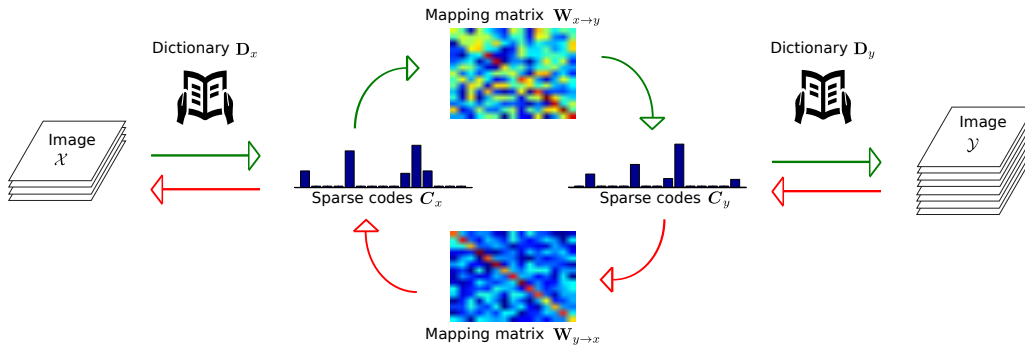 Mapping matrix W_{x→y}
Dictionary D_x
Dictionary D_y
Image
𝒳
Image
𝒴
Sparse codes C_x
Sparse codes C_y
Mapping matrix W_{y→x}